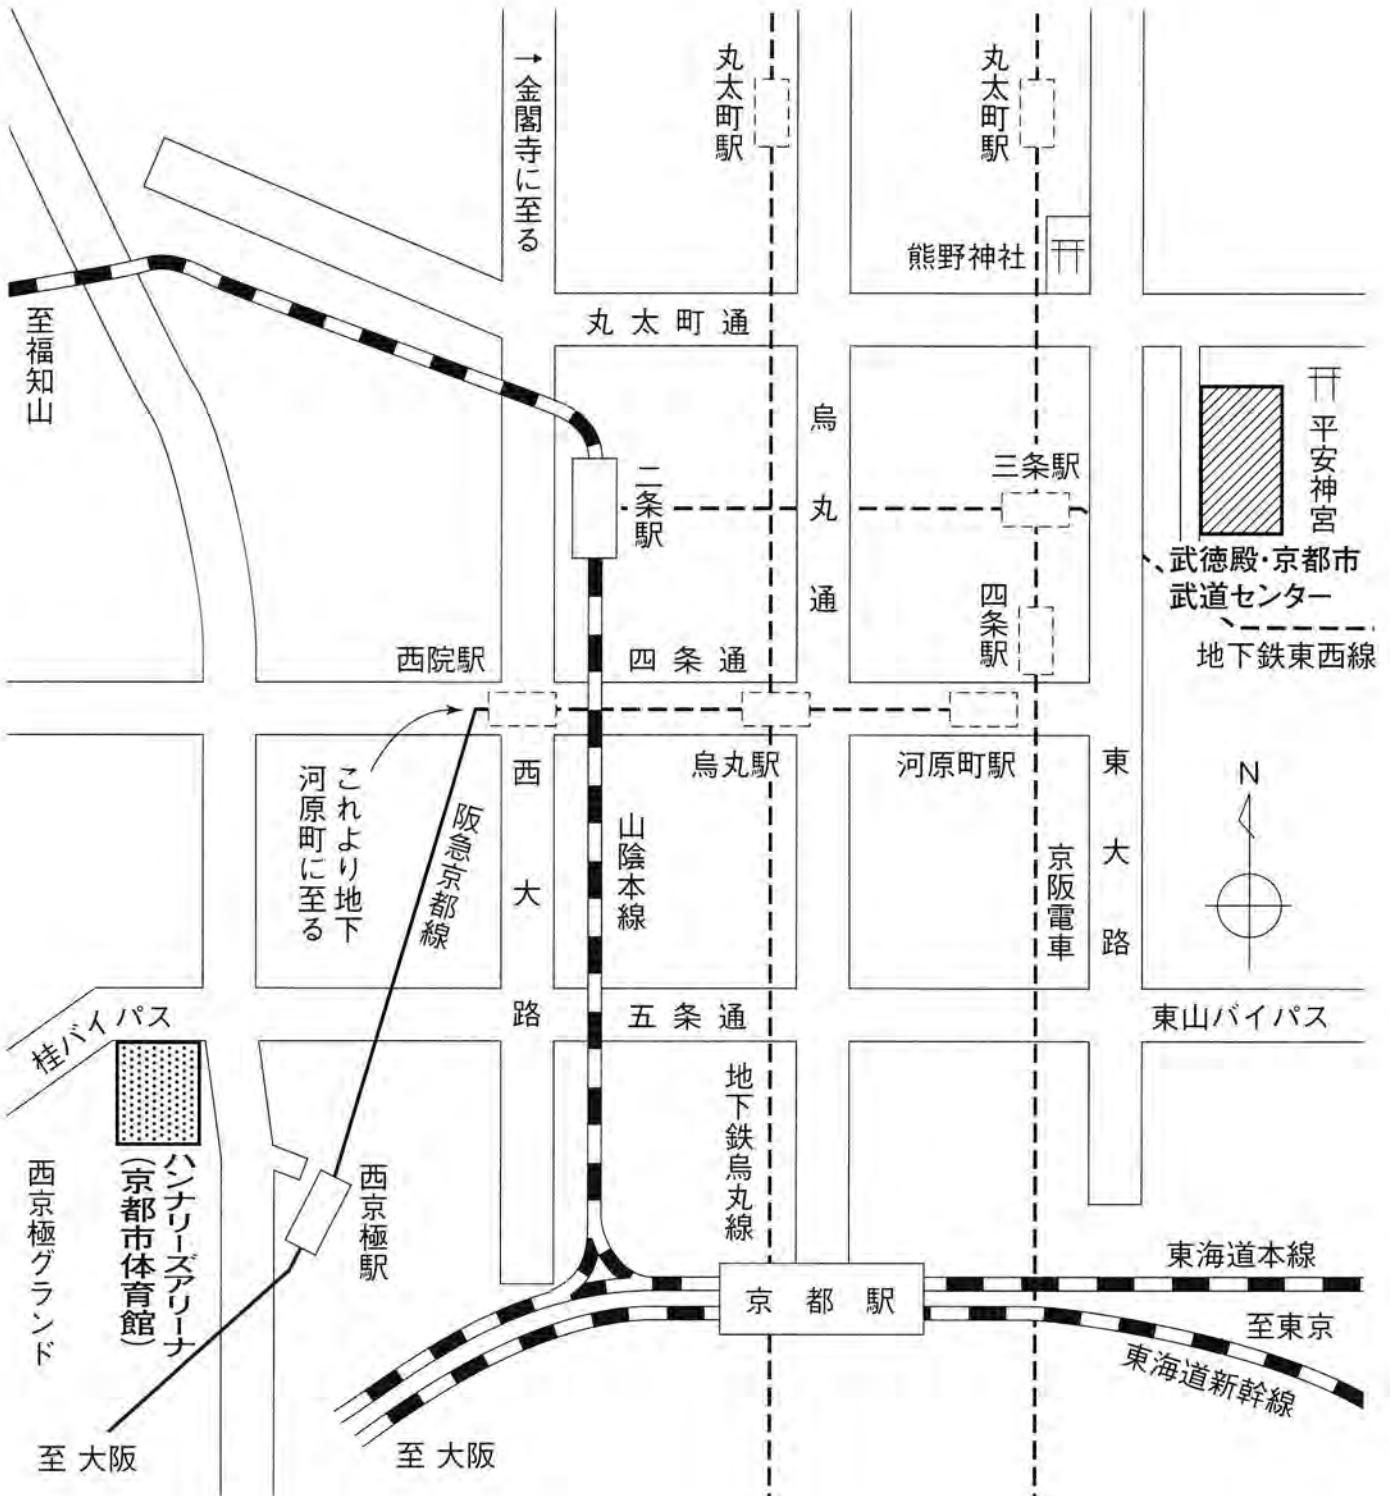 →金閣寺に至る
丸太町駅
丸太町駅
熊野神社
至福知山
丸太町通
烏丸通
平安神宮
三条駅
二条駅
武徳殿・京都市
武道センター
四条駅
西院駅
四条通
地下鉄東西線
烏丸駅
河原町駅
西大路
東大路
N
これより地下
河原町に至る
阪急京都線
山陰本線
京阪電車
桂バイパス
五条通
東山バイパス
地下鉄烏丸線
ハンナリーズアリーナ
(京都市体育館)
西京極グランド
西京極駅
東海道本線
京都駅
至東京
東海道新幹線
至 大阪
至 大阪